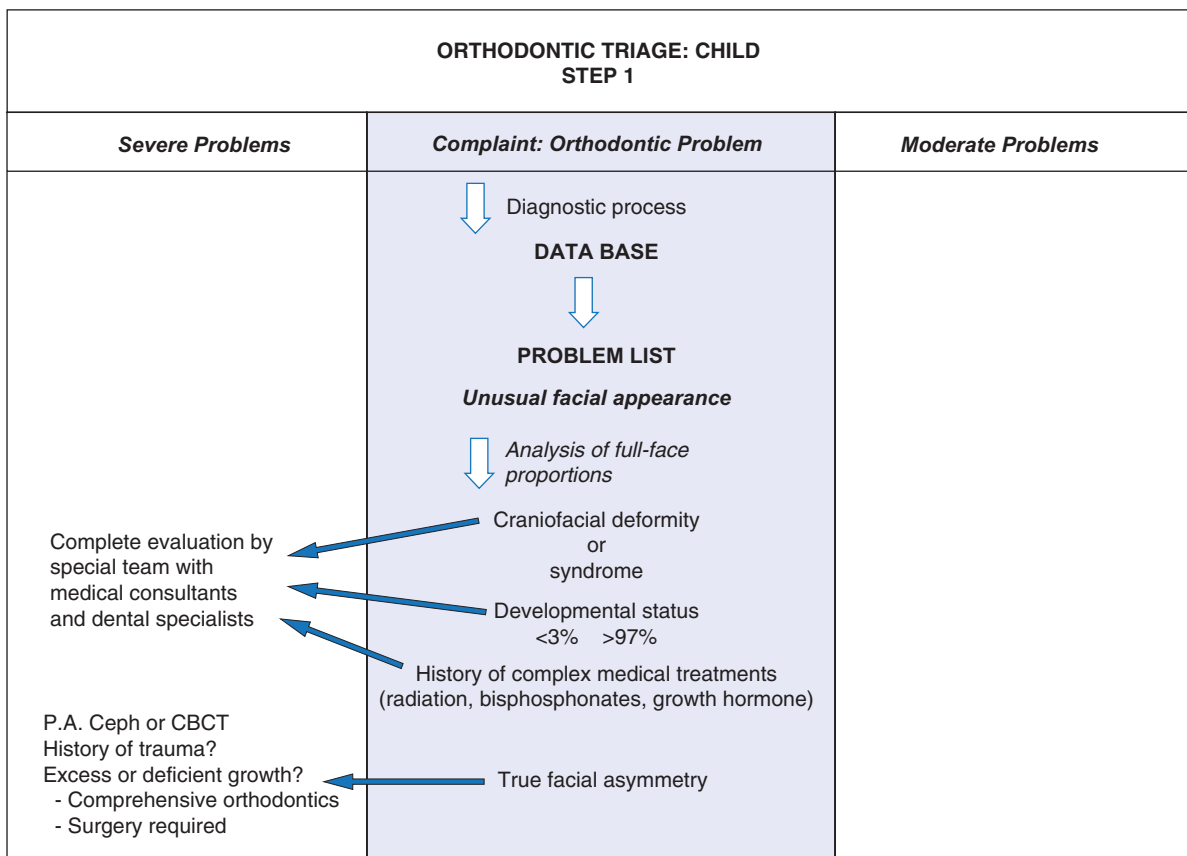 ORTHODONTIC TRIAGE: CHILD
STEP 1
Severe Problems
Complaint: Orthodontic Problem
Moderate Problems
Diagnostic process
DATA BASE
PROBLEM LIST
Unusual facial appearance
Analysis of full-face
proportions
Craniofacial deformity
or
syndrome
Complete evaluation by
special team with
medical consultants
and dental specialists
Developmental status
<3% >97%
History of complex medical treatments
(radiation, bisphosphonates, growth hormone)
P.A. Ceph or CBCT
History of trauma?
Excess or deficient growth?
- Comprehensive orthodontics
- Surgery required
True facial asymmetry